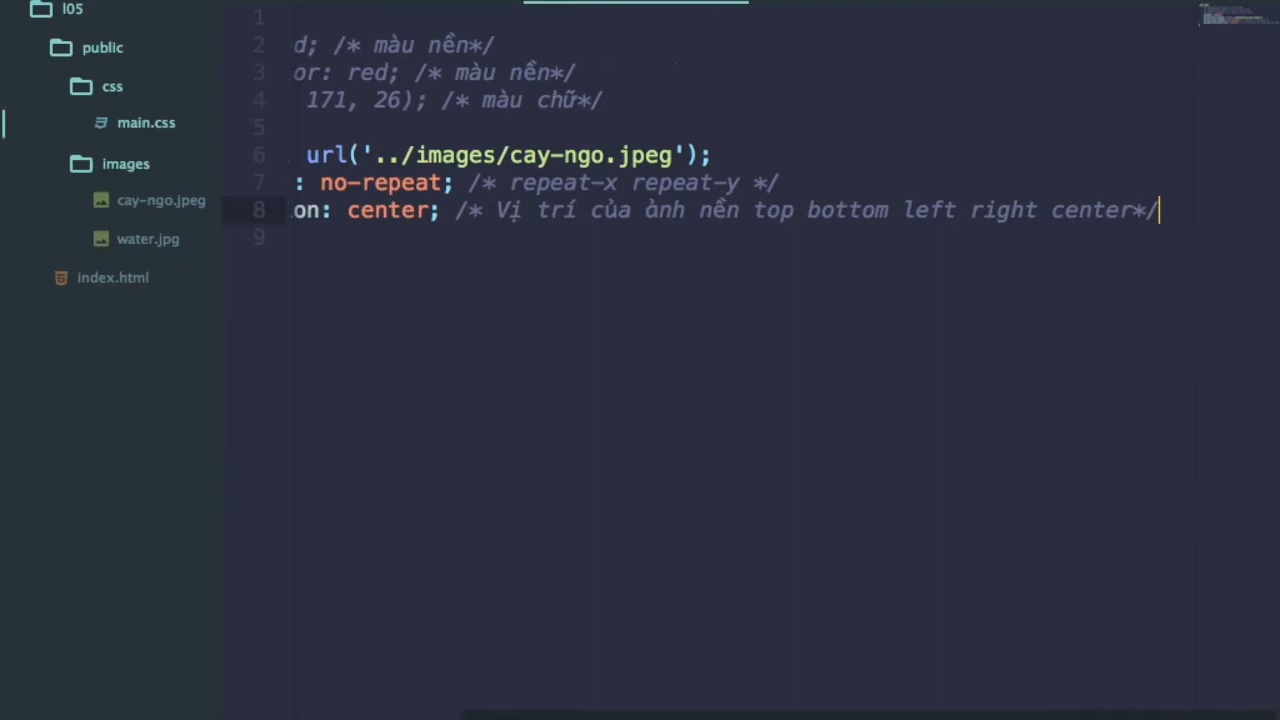 l05
public
css
main.css
images
cay-ngo.jpeg
water.jpg
index.html
1
2 d; /* màu nền*/
3 or: red; /* màu nền*/
4 171, 26); /* màu chữ*/
5
6 url('../images/cay-ngo.jpeg');
7 : no-repeat; /* repeat-x repeat-y */
8 on: center; /* Vị trí của ảnh nền top bottom left right center*/
9